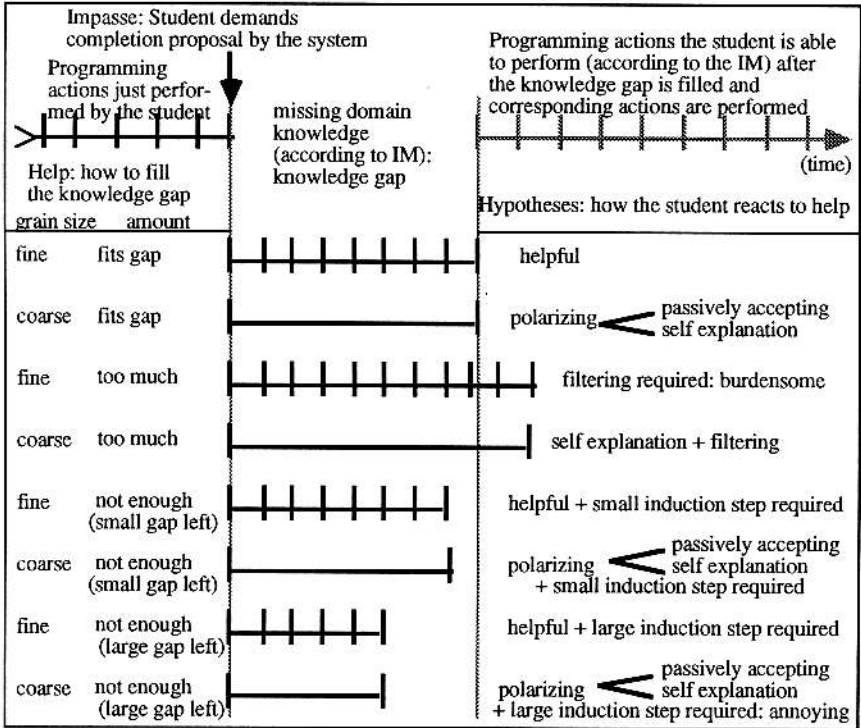 Impasse: Student demands
completion proposal by the system
Programming
actions just perfor-
med by the student
missing domain
knowledge
(according to IM):
knowledge gap
Programming actions the student is able
to perform (according to the IM) after
the knowledge gap is filled and
corresponding actions are performed
(time)
Help: how to fill
the knowledge gap
grain size amount
Hypotheses: how the student reacts to help
fine fits gap helpful
coarse fits gap polarizing passively accepting
self explanation
fine too much filtering required: burdensome
coarse too much self explanation + filtering
fine not enough helpful + small induction step required
(small gap left)
coarse not enough polarizing passively accepting
(small gap left) self explanation
+ small induction step required
fine not enough helpful + large induction step required
(large gap left)
coarse not enough polarizing passively accepting
(large gap left) self explanation
+ large induction step required: annoying